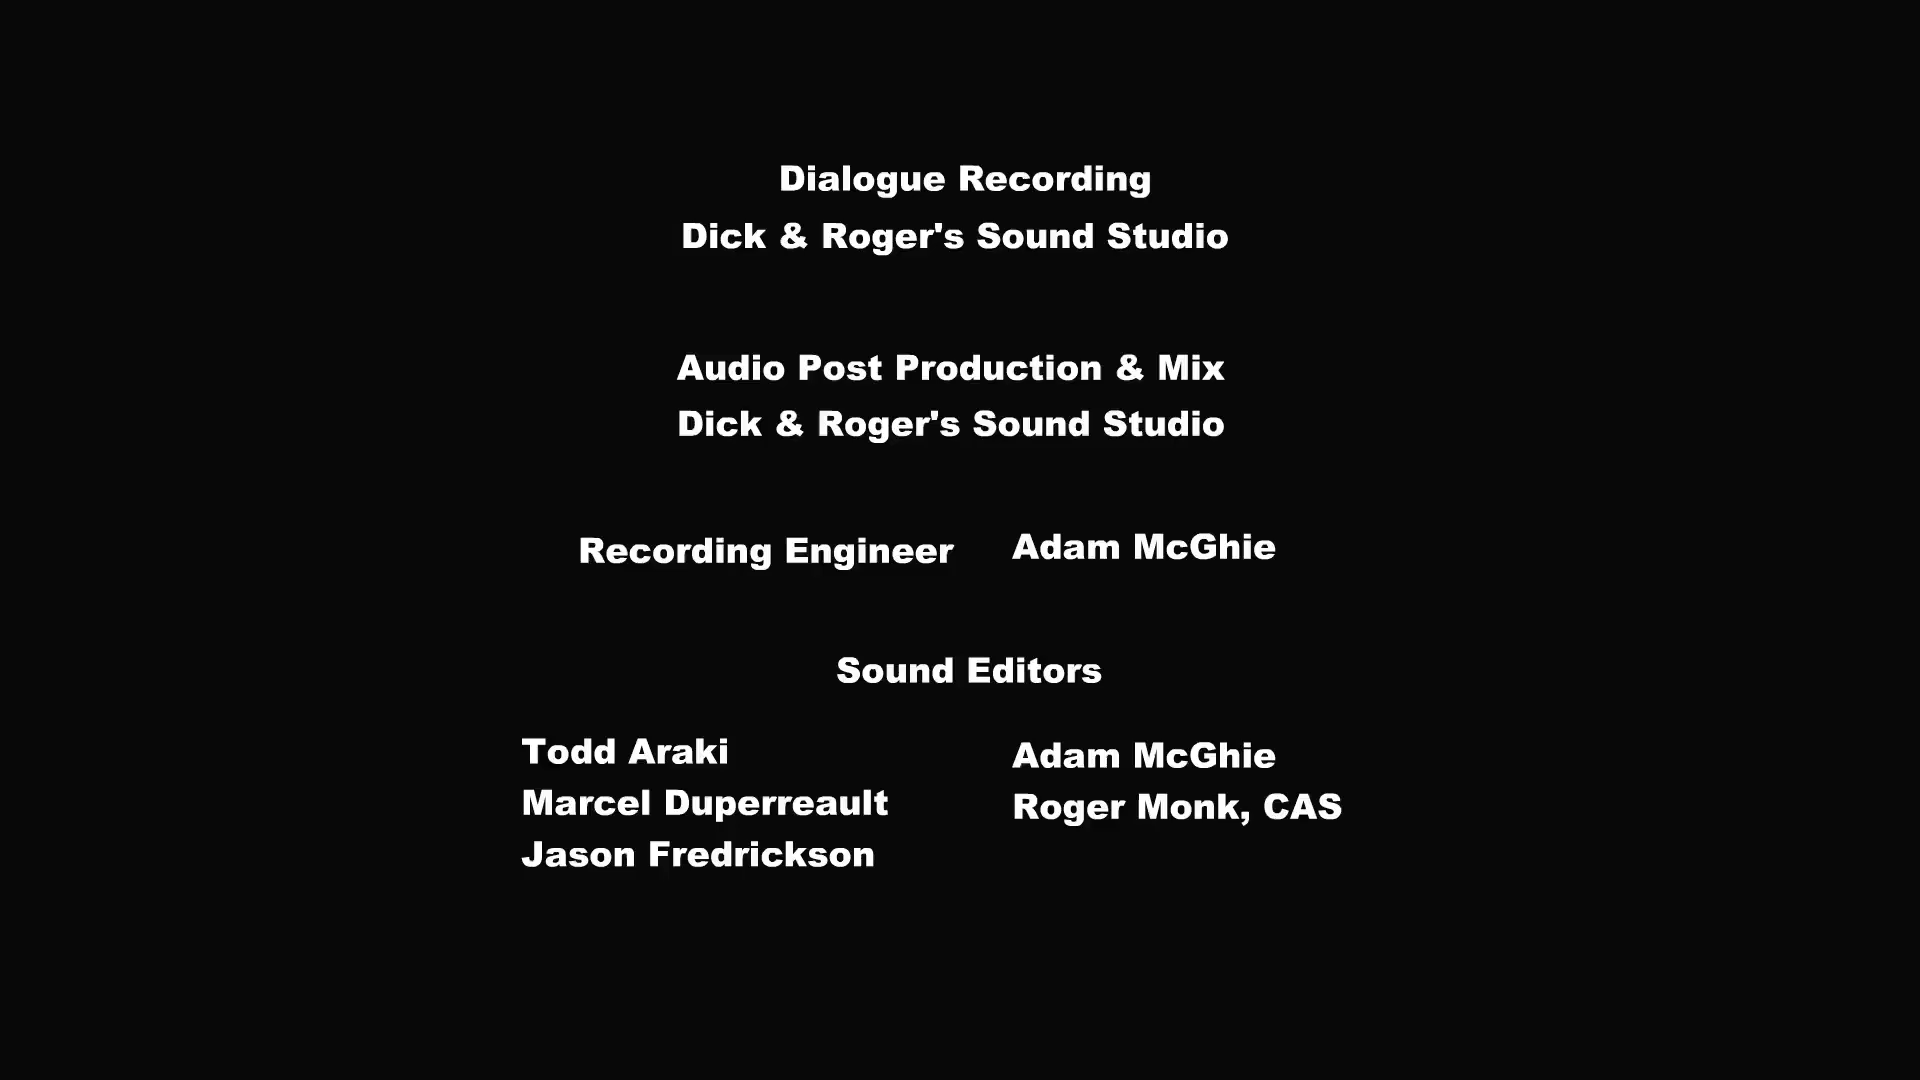 Dialogue Recording
Dick & Roger's Sound Studio
Audio Post Production & Mix
Dick & Roger's Sound Studio
Recording Engineer Adam McGhie
Sound Editors
Todd Araki Adam McGhie
Marcel Duperreault Roger Monk, CAS
Jason Fredrickson